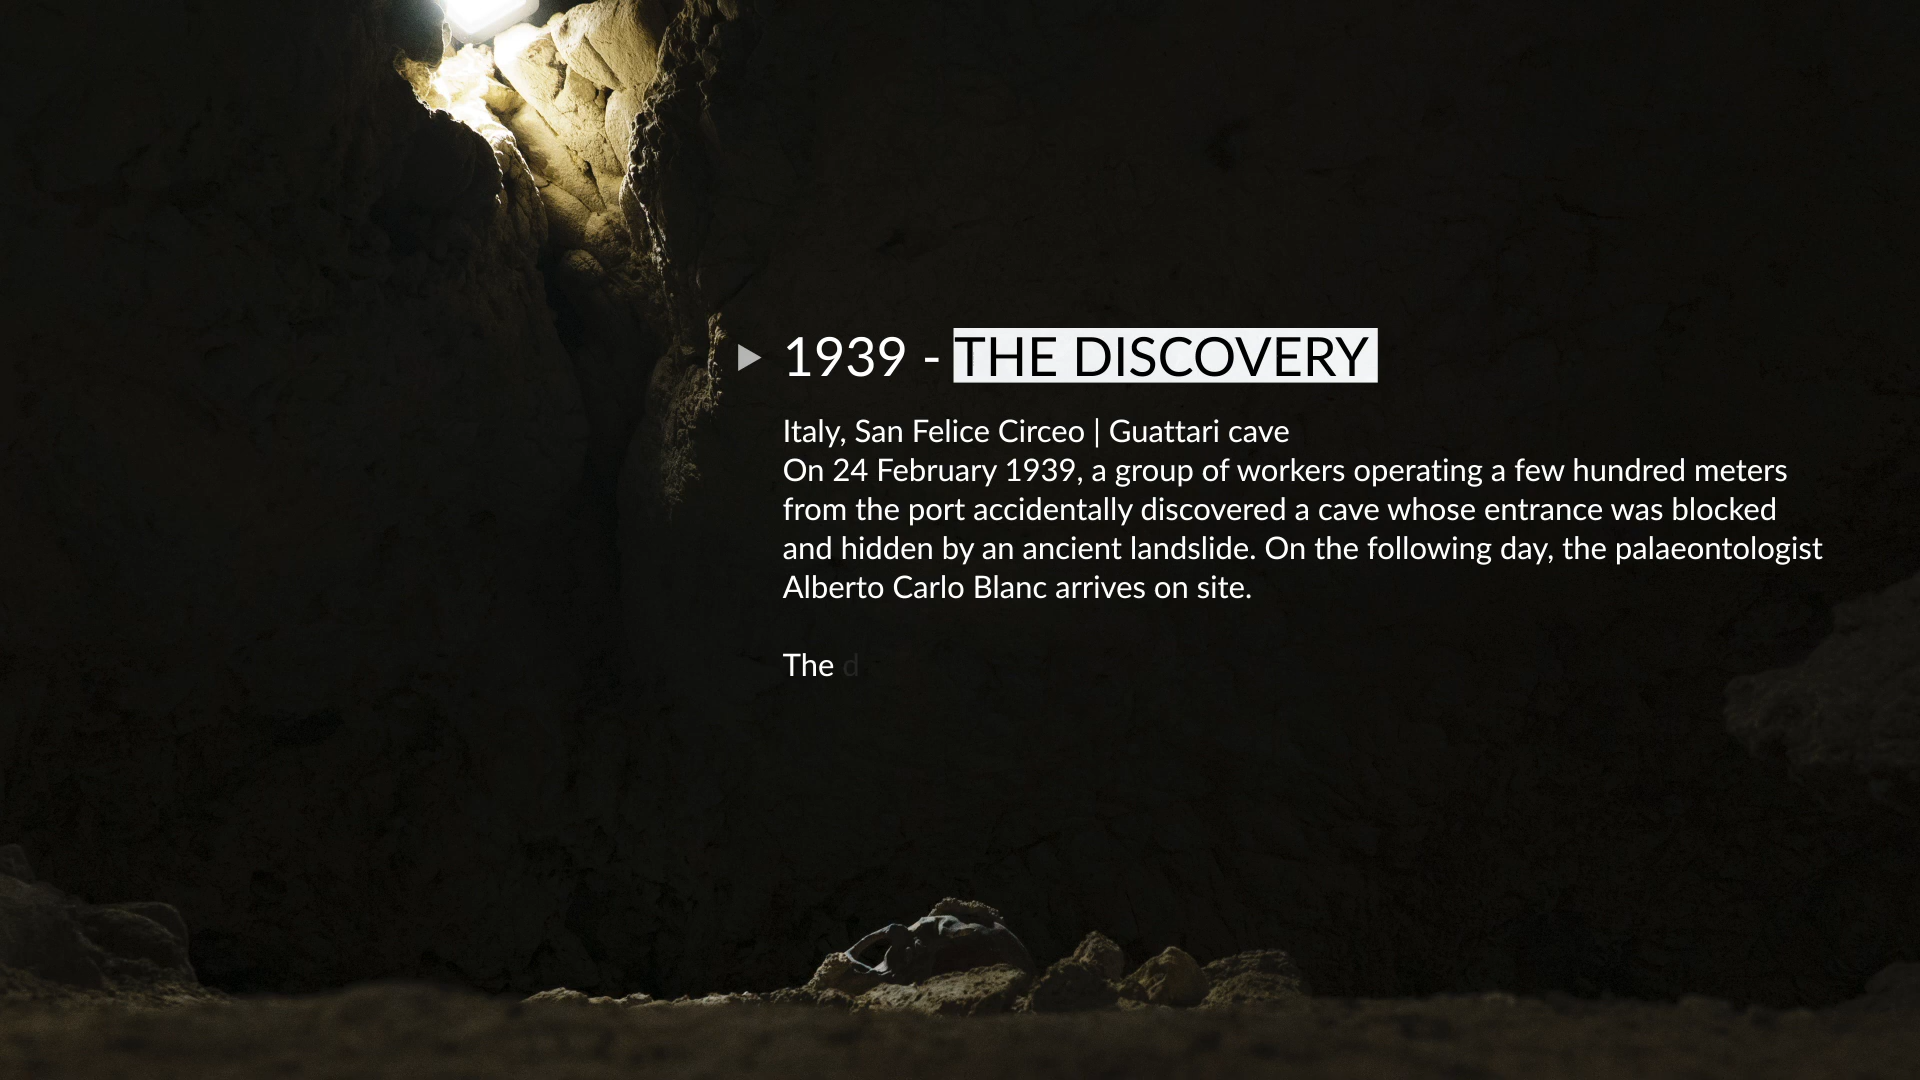 1939 - THE DISCOVERY
Italy, San Felice Circeo | Guattari cave
On 24 February 1939, a group of workers operating a few hundred meters
from the port accidentally discovered a cave whose entrance was blocked
and hidden by an ancient landslide. On the following day, the palaeontologist
Alberto Carlo Blanc arrives on site.
The d